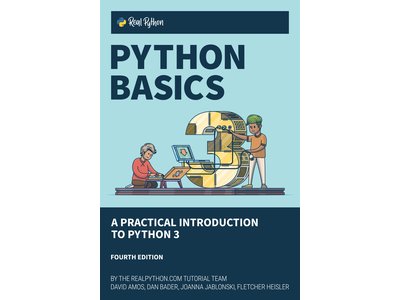 Real Python
PYTHON
BASICS
3
A PRACTICAL INTRODUCTION
TO PYTHON 3
FOURTH EDITION
BY THE REALPYTHON.COM TUTORIAL TEAM
DAVID AMOS, DAN BADER, JOANNA JABLONSKI, FLETCHER HEISLER